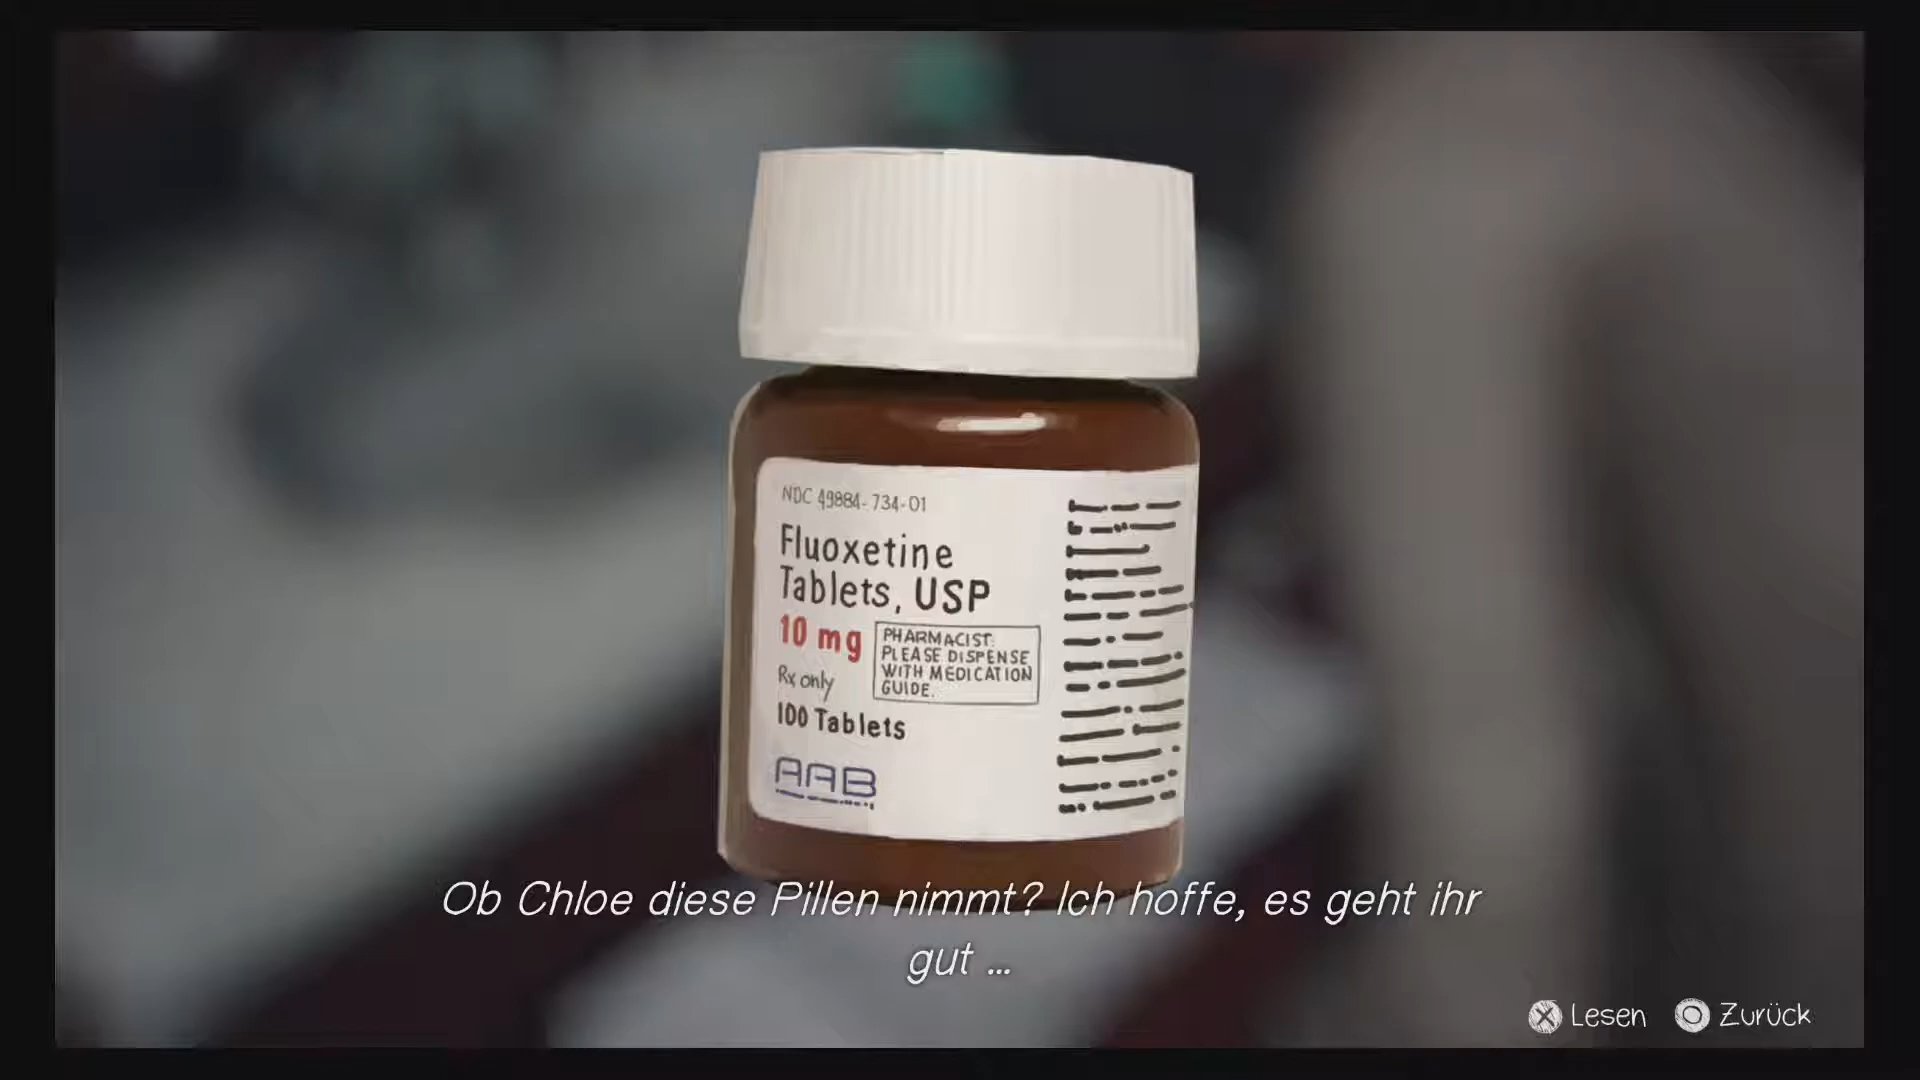 NDC 49884-734-01
Fluoxetine
Tablets, USP
10 mg
PHARMACIST:
PLEASE DISPENSE
WITH MEDICATION
GUIDE.
Rx only
100 Tablets
AAB
Ob Chloe diese Pillen nimmt? Ich hoffe, es geht ihr
gut ...
Lesen
Zurück